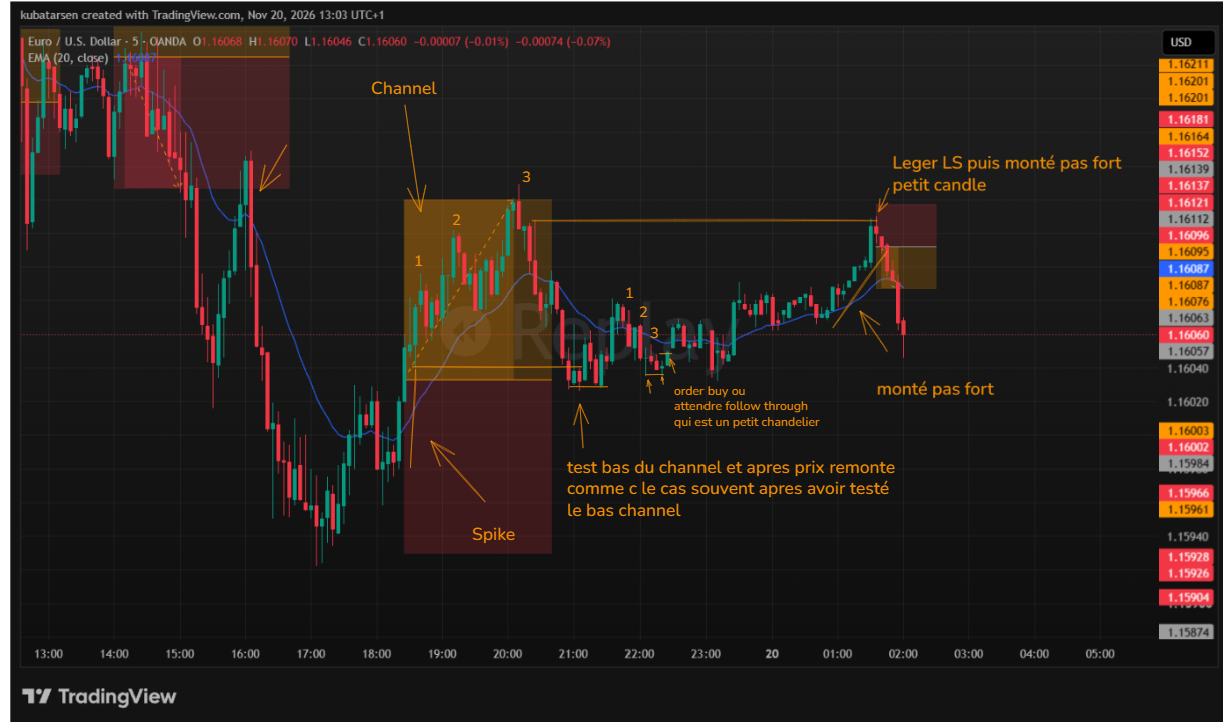 kubatarsen created with TradingView.com, Nov 20, 2026 13:03 UTC+1
Euro / U.S. Dollar · 5 · OANDA O1.16068 H1.16070 L1.16046 C1.16060 -0.00007 (-0.01%) -0.00074 (-0.07%)
EMA (20, close) 1.16087
USD
Channel
Leger LS puis monté pas fort
petit candle
3
2
1
1
2
3
Replay
order buy ou
attendre follow through
qui est un petit chandelier
monté pas fort
test bas du channel et apres prix remonte
comme c le cas souvent apres avoir testé
le bas channel
Spike
1.16211
1.16201
1.16201
1.16181
1.16164
1.16152
1.16139
1.16137
1.16121
1.16112
1.16096
1.16095
1.16087
1.16087
1.16076
1.16063
1.16060
1.16057
1.16040
1.16020
1.16003
1.16002
1.15984
1.15966
1.15961
1.15940
1.15928
1.15926
1.15904
1.15874
13:00 14:00 15:00 16:00 17:00 18:00 19:00 20:00 21:00 22:00 23:00 20 01:00 02:00 03:00 04:00 05:00
TradingView